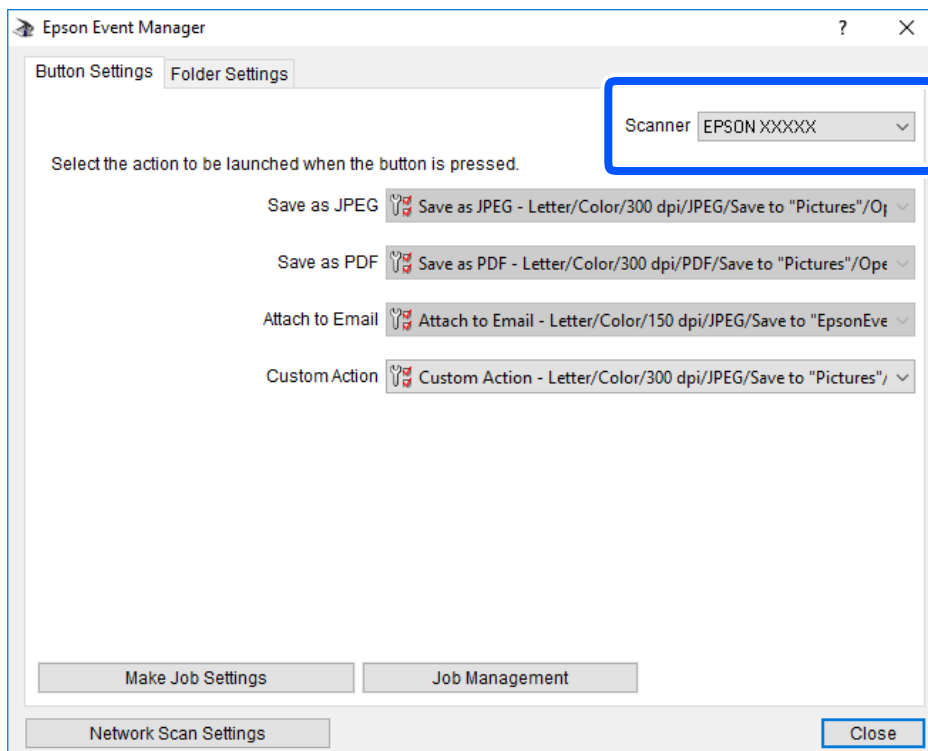 Epson Event Manager
?
Button Settings Folder Settings
Scanner EPSON XXXXX
Select the action to be launched when the button is pressed.
Save as JPEG Save as JPEG - Letter/Color/300 dpi/JPEG/Save to "Pictures"/Op
Save as PDF Save as PDF - Letter/Color/300 dpi/PDF/Save to "Pictures"/Ope
Attach to Email Attach to Email - Letter/Color/150 dpi/JPEG/Save to "EpsonEve
Custom Action Custom Action - Letter/Color/300 dpi/JPEG/Save to "Pictures"/
Make Job Settings Job Management
Network Scan Settings Close